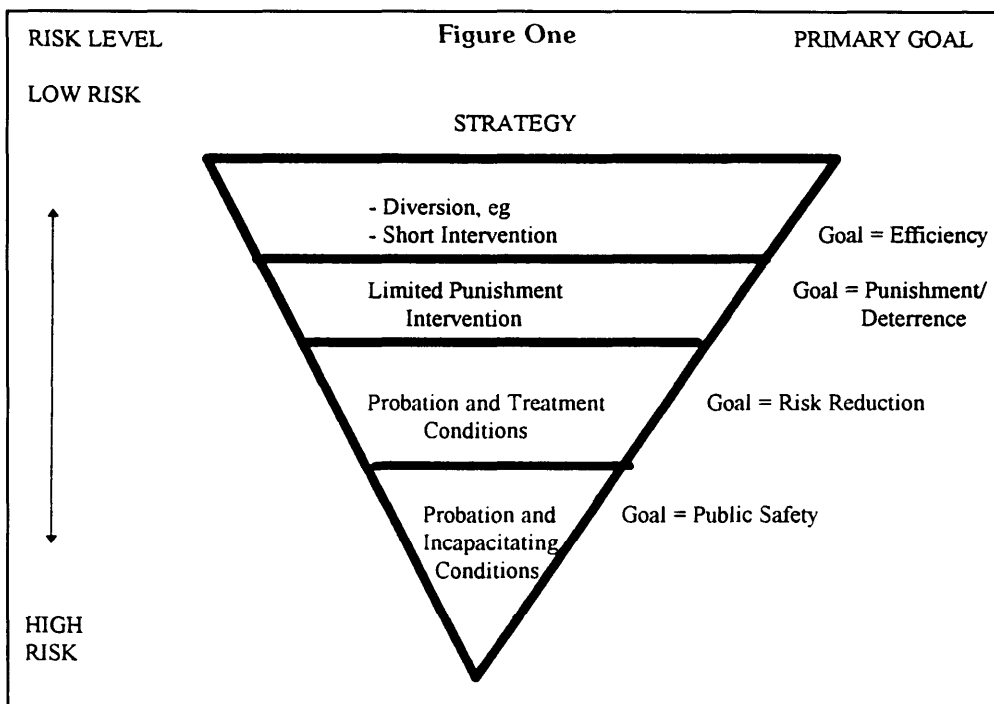 RISK LEVEL
Figure One
PRIMARY GOAL
LOW RISK
STRATEGY
- Diversion, eg
- Short Intervention
Goal = Efficiency
Limited Punishment
Intervention
Goal = Punishment/
Deterrence
Probation and Treatment
Conditions
Goal = Risk Reduction
Probation and
Incapacitating
Conditions
Goal = Public Safety
HIGH
RISK